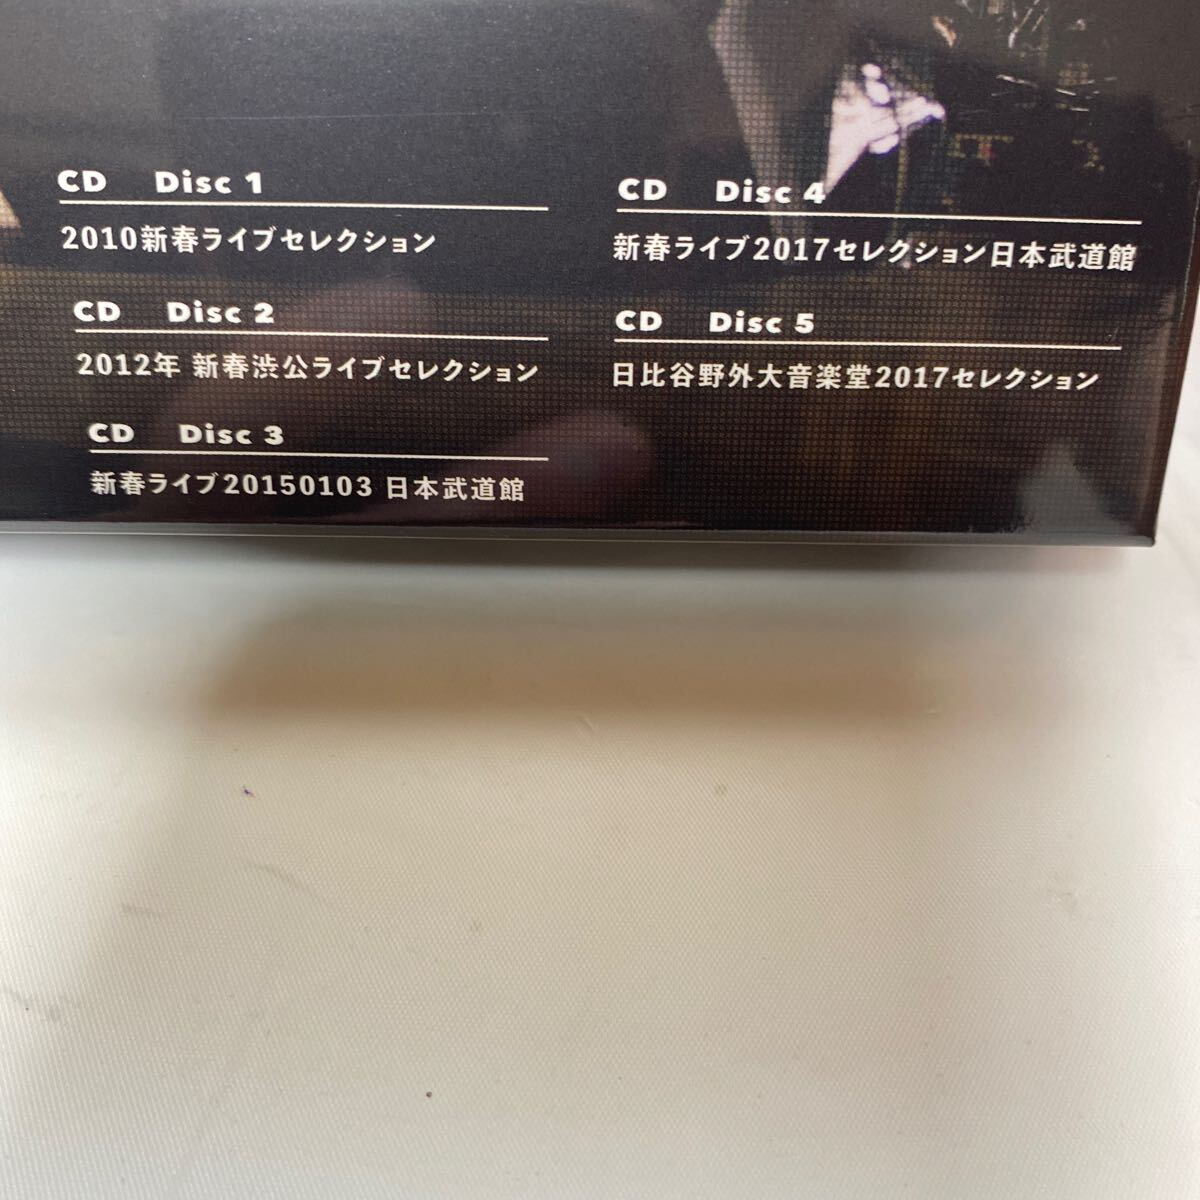 CD Disc 1
2010新春ライブセレクション
CD Disc 2
2012年 新春渋公ライブセレクション
CD Disc 3
新春ライブ20150103 日本武道館
CD Disc 4
新春ライブ2017セレクション日本武道館
CD Disc 5
日比谷野外大音楽堂2017セレクション